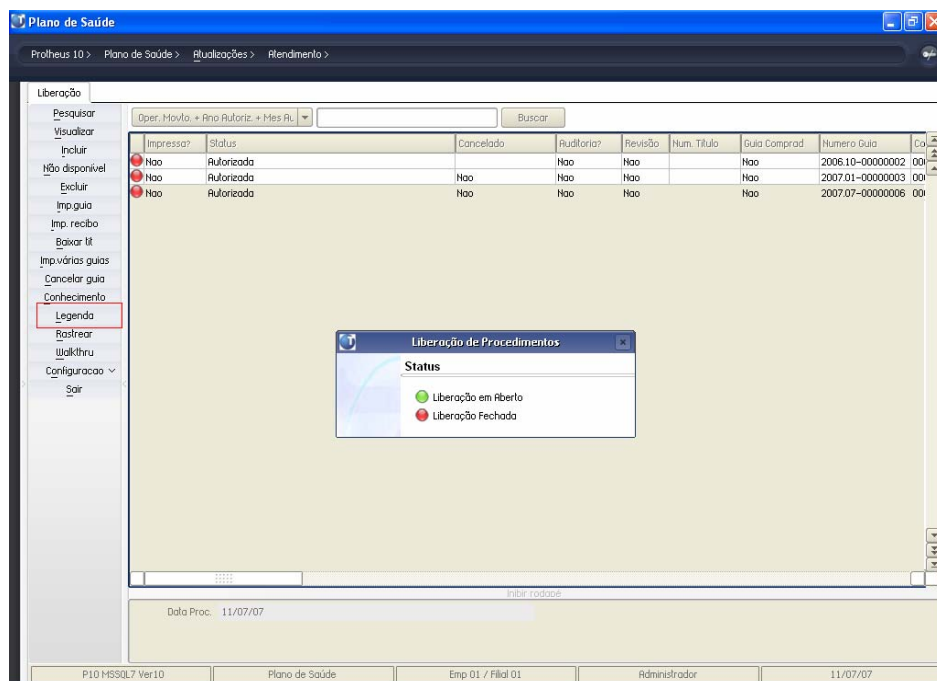 Plano de Saúde
Protheus 10 > Plano de Saúde > Atualizações > Atendimento >
Liberação
Pesquisar
Visualizar
Incluir
Não disponível
Excluir
Imp.guia
Imp. recibo
Baixar tit
Imp.várias guias
Cancelar guia
Conhecimento
Legenda
Rastrear
Walkthru
Configuracao
Sair
Oper. Movto. + Ano Autoriz. + Mes Au Buscar
Impressa? Status Cancelado Auditoria? Revisão Num. Título Guia Comprad Numero Guia
Nao Autorizada Nao Nao Nao 2006.10-00000002
Nao Autorizada Nao Nao Nao Nao 2007.01-00000003
Nao Autorizada Nao Nao Nao Nao 2007.07-00000006
Liberação de Procedimentos
Status
Liberação em Aberto
Liberação Fechada
Inibir rodapé
Data Proc. 11/07/07
P10 MSSQL7 Ver10 Plano de Saúde Emp 01 / Filial 01 Administrador 11/07/07